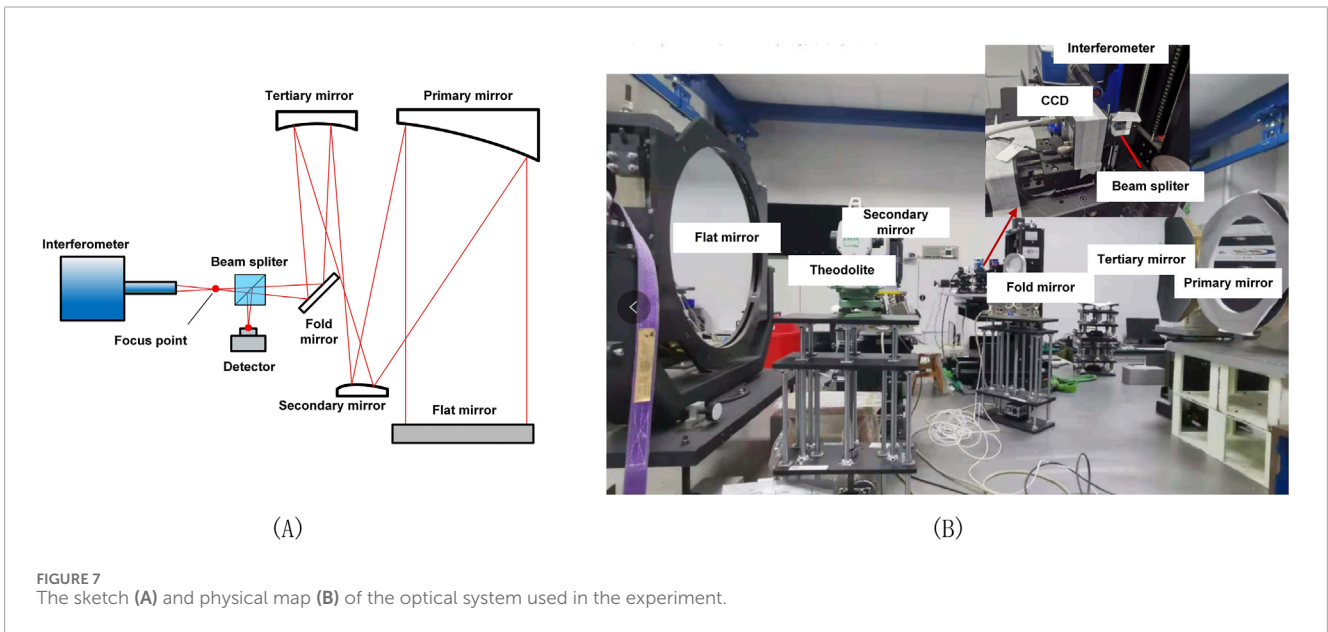 Tertiary mirror
Primary mirror
Interferometer
Beam spliter
Focus point
Fold
mirror
Detector
Secondary mirror
Flat mirror
(A)
Interferometer
CCD
Beam spliter
Flat mirror
Secondary
mirror
Theodolite
Tertiary mirror
Fold mirror
Primary mirror
(B)
FIGURE 7
The sketch (A) and physical map (B) of the optical system used in the experiment.